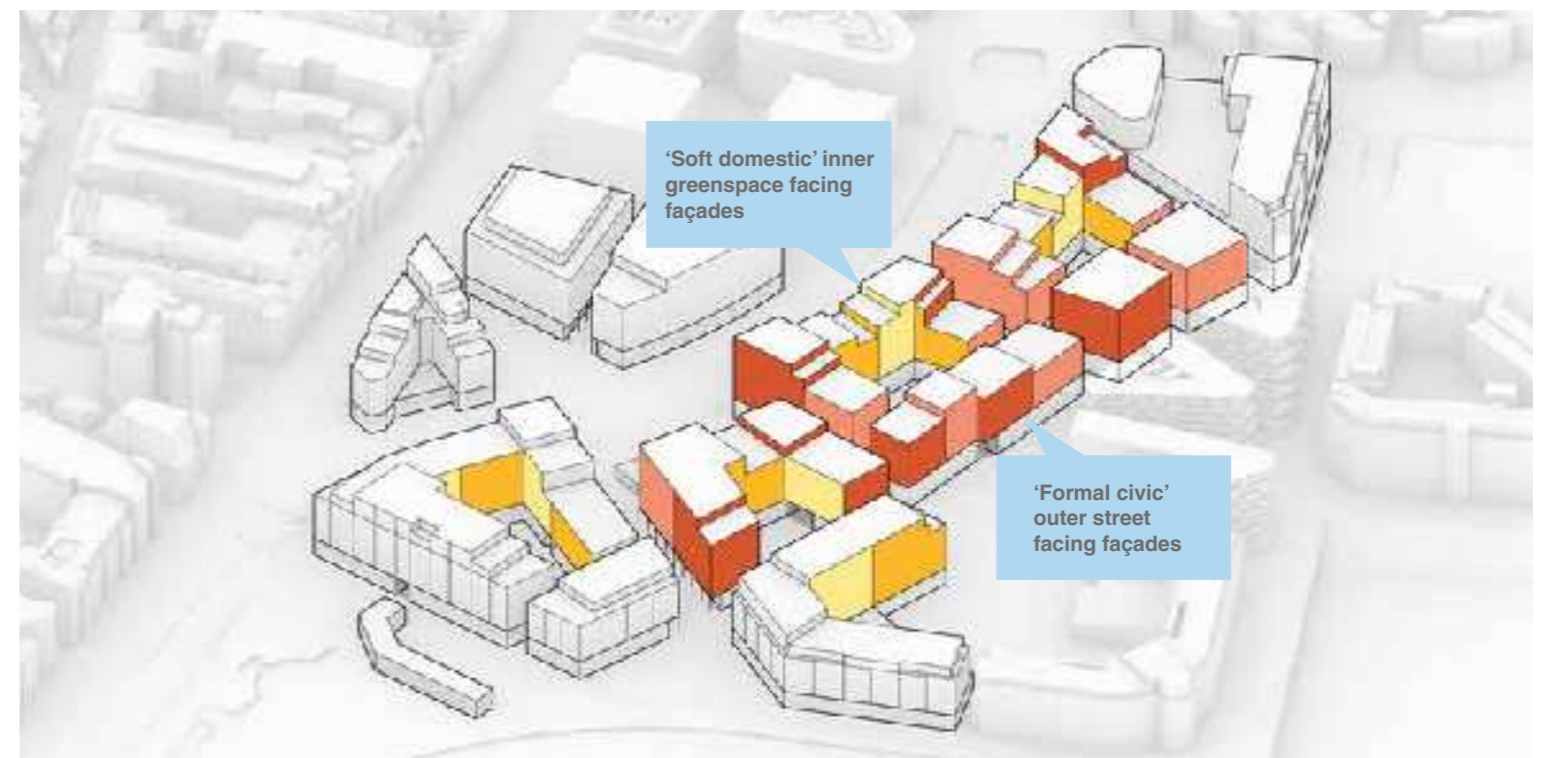 ‘Soft domestic’ inner
greenspace facing
façades
‘Formal civic’
outer street
facing façades